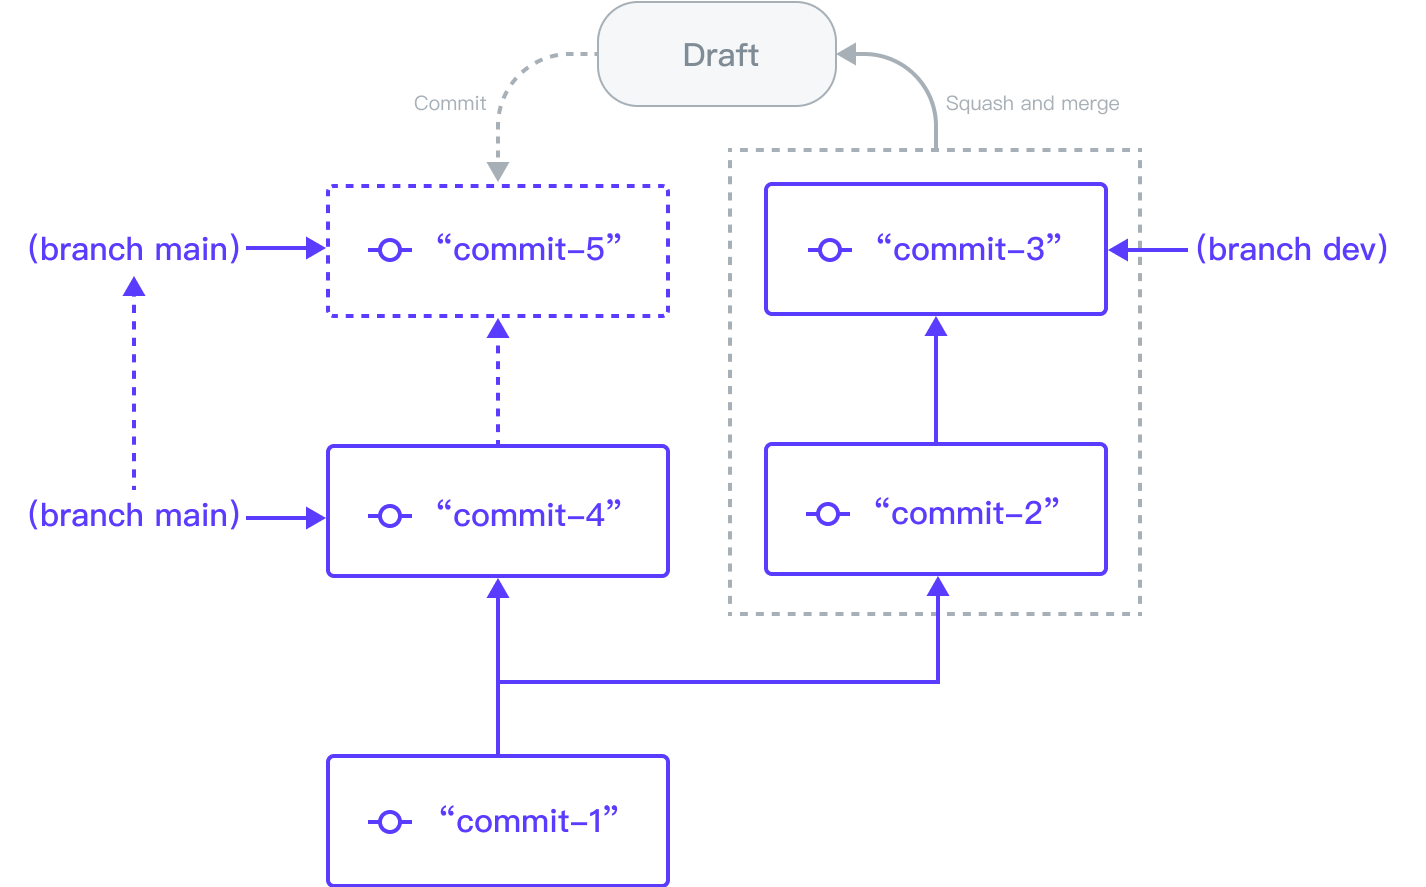 Draft
Commit
Squash and merge
(branch main)
“commit-5”
“commit-3”
(branch dev)
(branch main)
“commit-4”
“commit-2”
“commit-1”